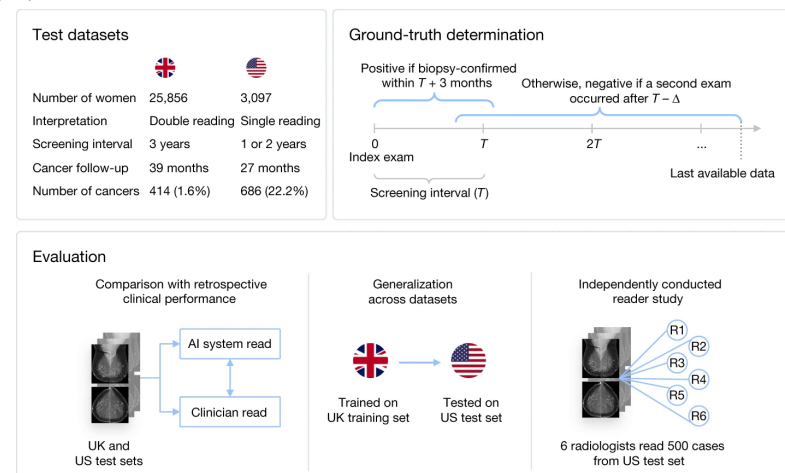 Test datasets
Number of women 25,856 3,097
Interpretation Double reading Single reading
Screening interval 3 years 1 or 2 years
Cancer follow-up 39 months 27 months
Number of cancers 414 (1.6%) 686 (22.2%)
Ground-truth determination
Positive if biopsy-confirmed
within T + 3 months
Otherwise, negative if a second exam
occurred after T – Δ
0 T 2T ...
Index exam
Last available data
Screening interval (T)
Evaluation
Comparison with retrospective
clinical performance
AI system read
Clinician read
UK and
US test sets
Generalization
across datasets
Trained on
UK training set
Tested on
US test set
Independently conducted
reader study
R1
R2
R3
R4
R5
R6
6 radiologists read 500 cases
from US test set